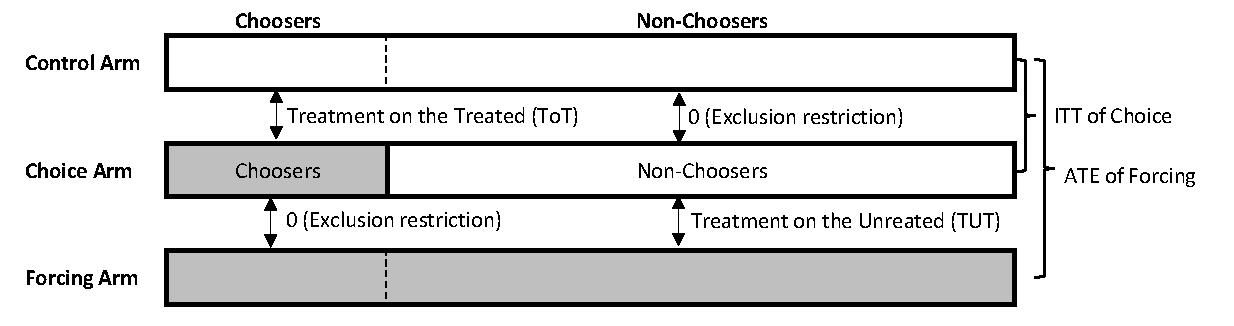 Choosers Non-Choosers
Control Arm
Treatment on the Treated (ToT) 0 (Exclusion restriction)
ITT of Choice
Choice Arm Choosers Non-Choosers
ATE of Forcing
0 (Exclusion restriction) Treatment on the Unreated (TUT)
Forcing Arm